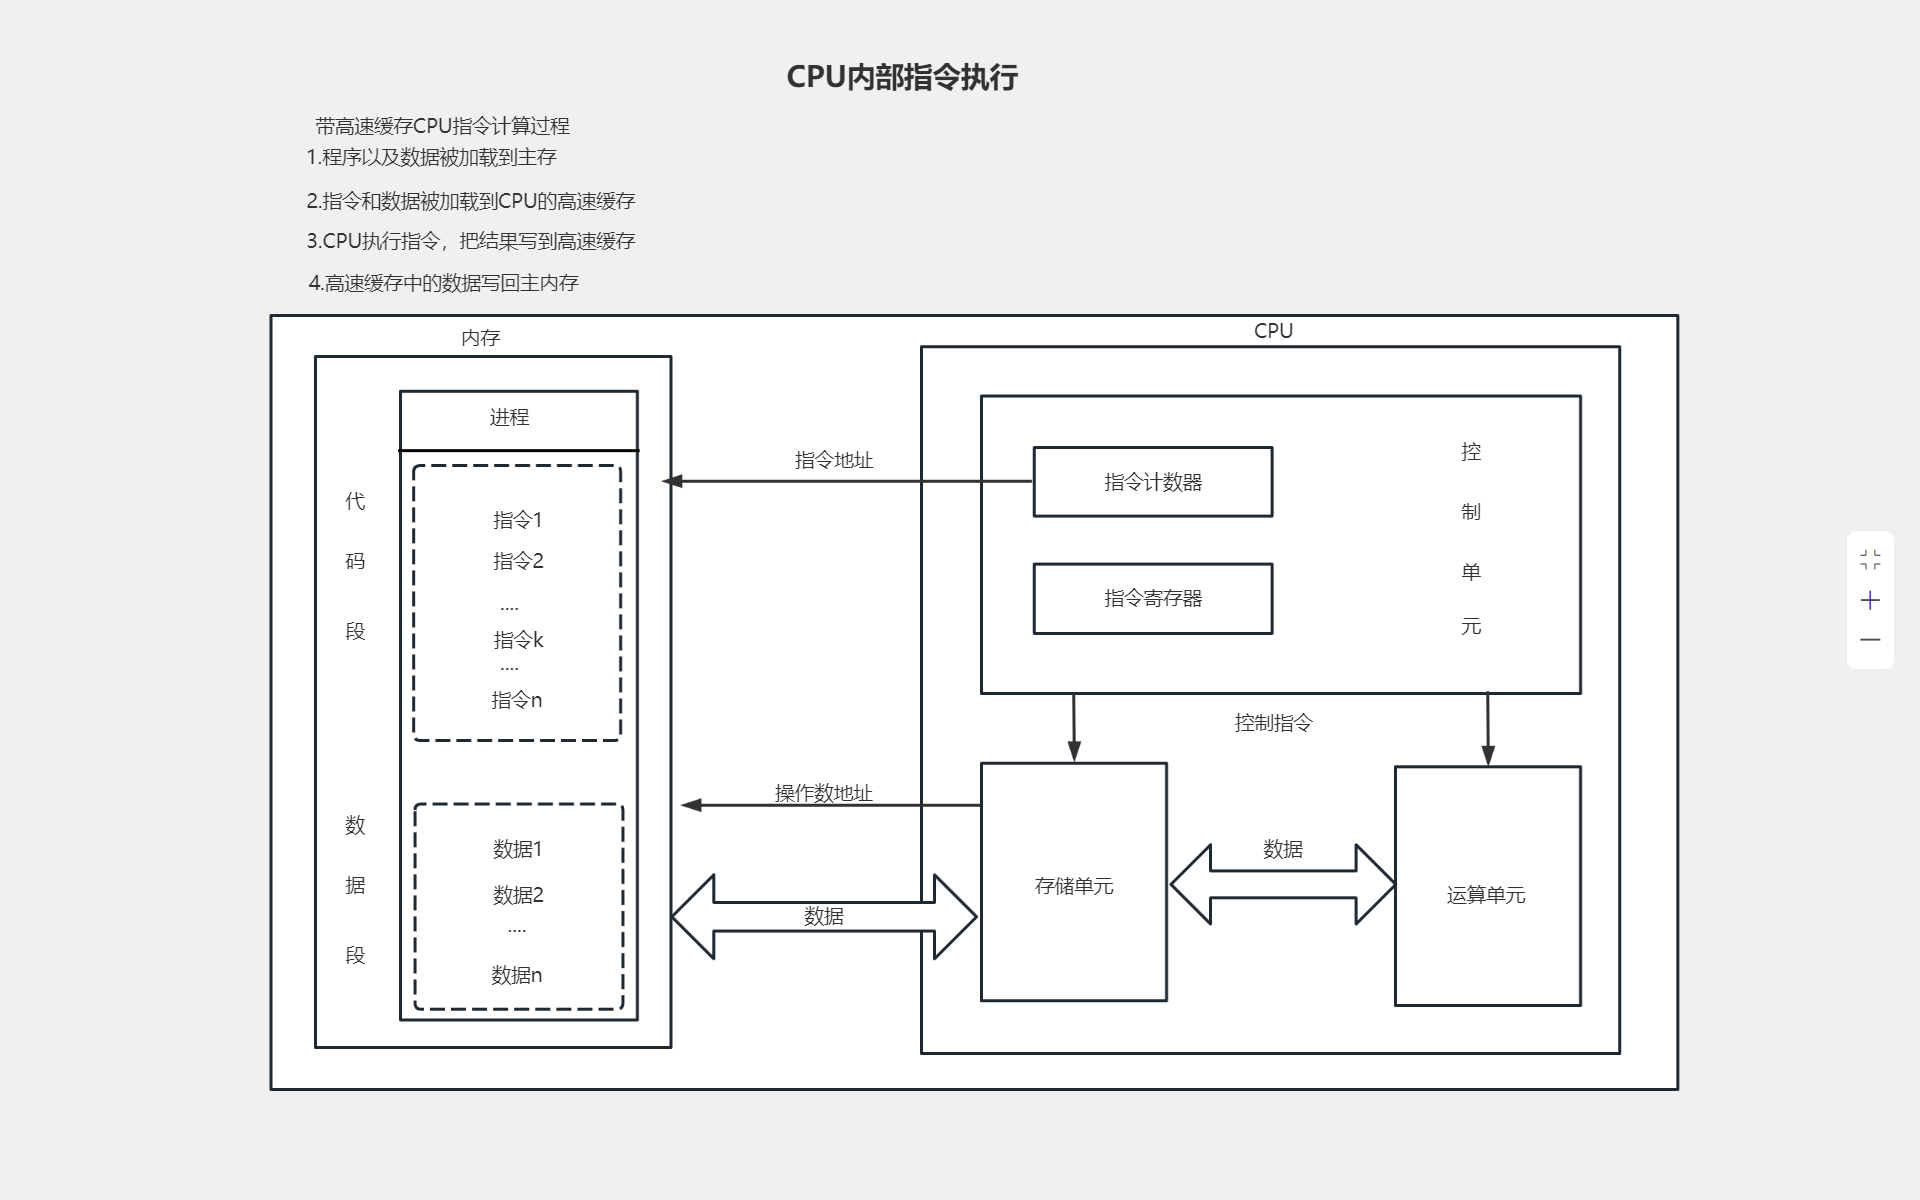 CPU内部指令执行
带高速缓存CPU指令计算过程
1.程序以及数据被加载到主存
2.指令和数据被加载到CPU的高速缓存
3.CPU执行指令，把结果写到高速缓存
4.高速缓存中的数据写回主内存
内存
CPU
进程
代
码
段
指令1
指令2
....
指令k
....
指令n
数
据
段
数据1
数据2
....
数据n
指令地址
操作数地址
数据
指令计数器
指令寄存器
控
制
单
元
控制指令
存储单元
数据
运算单元